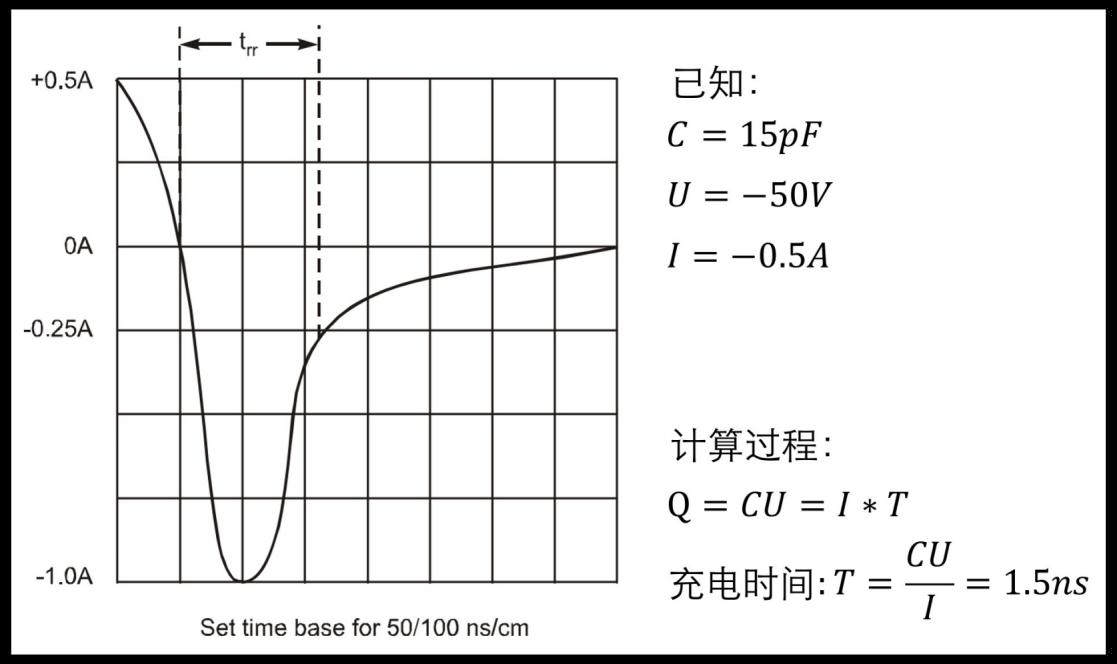 t_rr
+0.5A
0A
-0.25A
-1.0A
Set time base for 50/100 ns/cm
已知:
C = 15pF
U = −50V
I = −0.5A
计算过程:
Q = CU = I ∗ T
充电时间: T = CU/I = 1.5ns